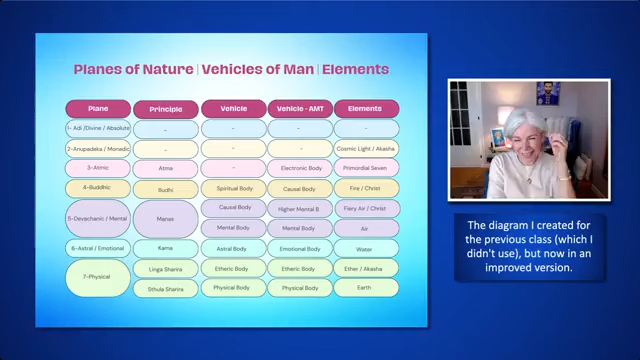 Planes of Nature | Vehicles of Man | Elements
Plane Principle Vehicle Vehicle - AMT Elements
1- Adi /Divine / Absolute - - - -
2-Anupadeka / Monadic - - - Cosmic Light / Akasha
3-Atmic Atma - Electronic Body Primordial Seven
4-Buddhic Budhi Spiritual Body Causal Body Fire / Christ
5-Devachanic / Mental Manas Causal Body Higher Mental B Fiery Air / Christ
Mental Body Mental Body Air
6-Astral / Emotional Kama Astral Body Emotional Body Water
7-Physical Linga Sharira Etheric Body Etheric Body Ether / Akasha
Sthula Sharira Physical Body Physical Body Earth
The diagram I created for
the previous class (which I
didn't use), but now in an
improved version.